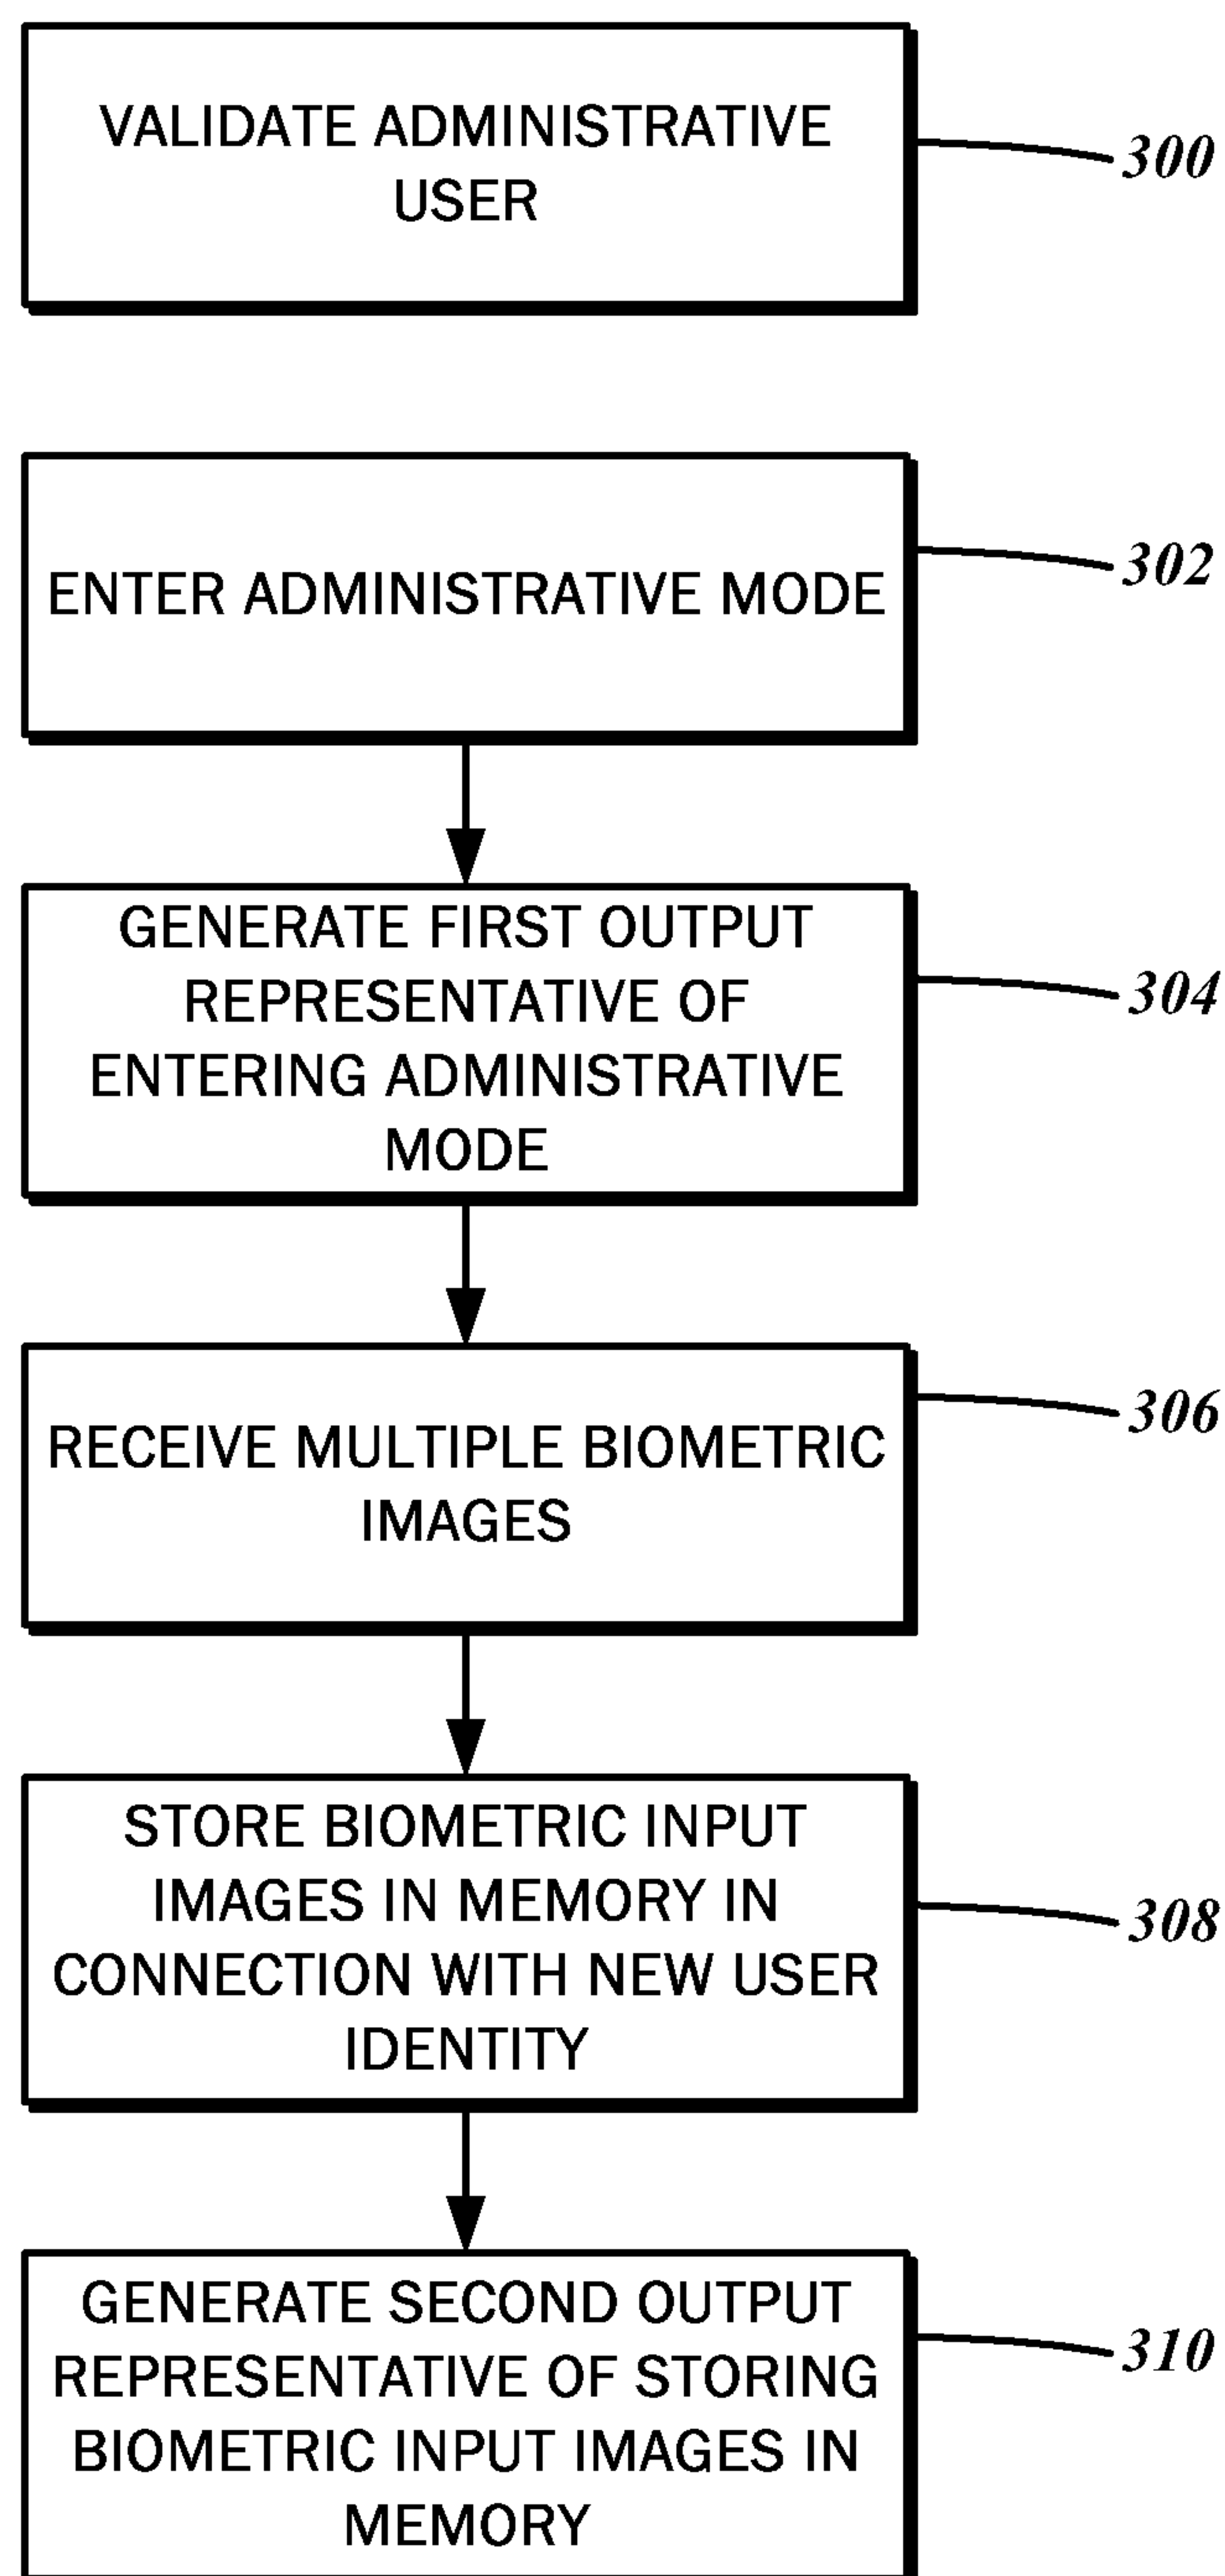 VALIDATE ADMINISTRATIVE
USER
300
ENTER ADMINISTRATIVE MODE
302
GENERATE FIRST OUTPUT
REPRESENTATIVE OF
ENTERING ADMINISTRATIVE
MODE
304
RECEIVE MULTIPLE BIOMETRIC
IMAGES
306
STORE BIOMETRIC INPUT
IMAGES IN MEMORY IN
CONNECTION WITH NEW USER
IDENTITY
308
GENERATE SECOND OUTPUT
REPRESENTATIVE OF STORING
BIOMETRIC INPUT IMAGES IN
MEMORY
310